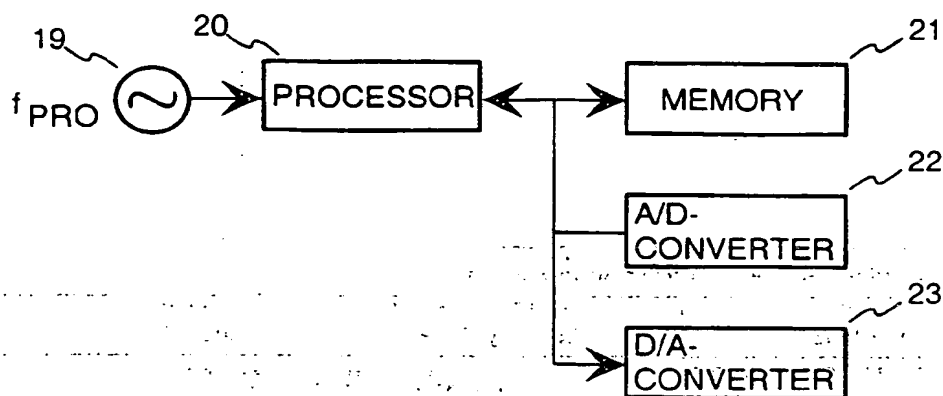 19
20
21
f PRO
PROCESSOR
MEMORY
22
A/D-
CONVERTER
23
D/A-
CONVERTER